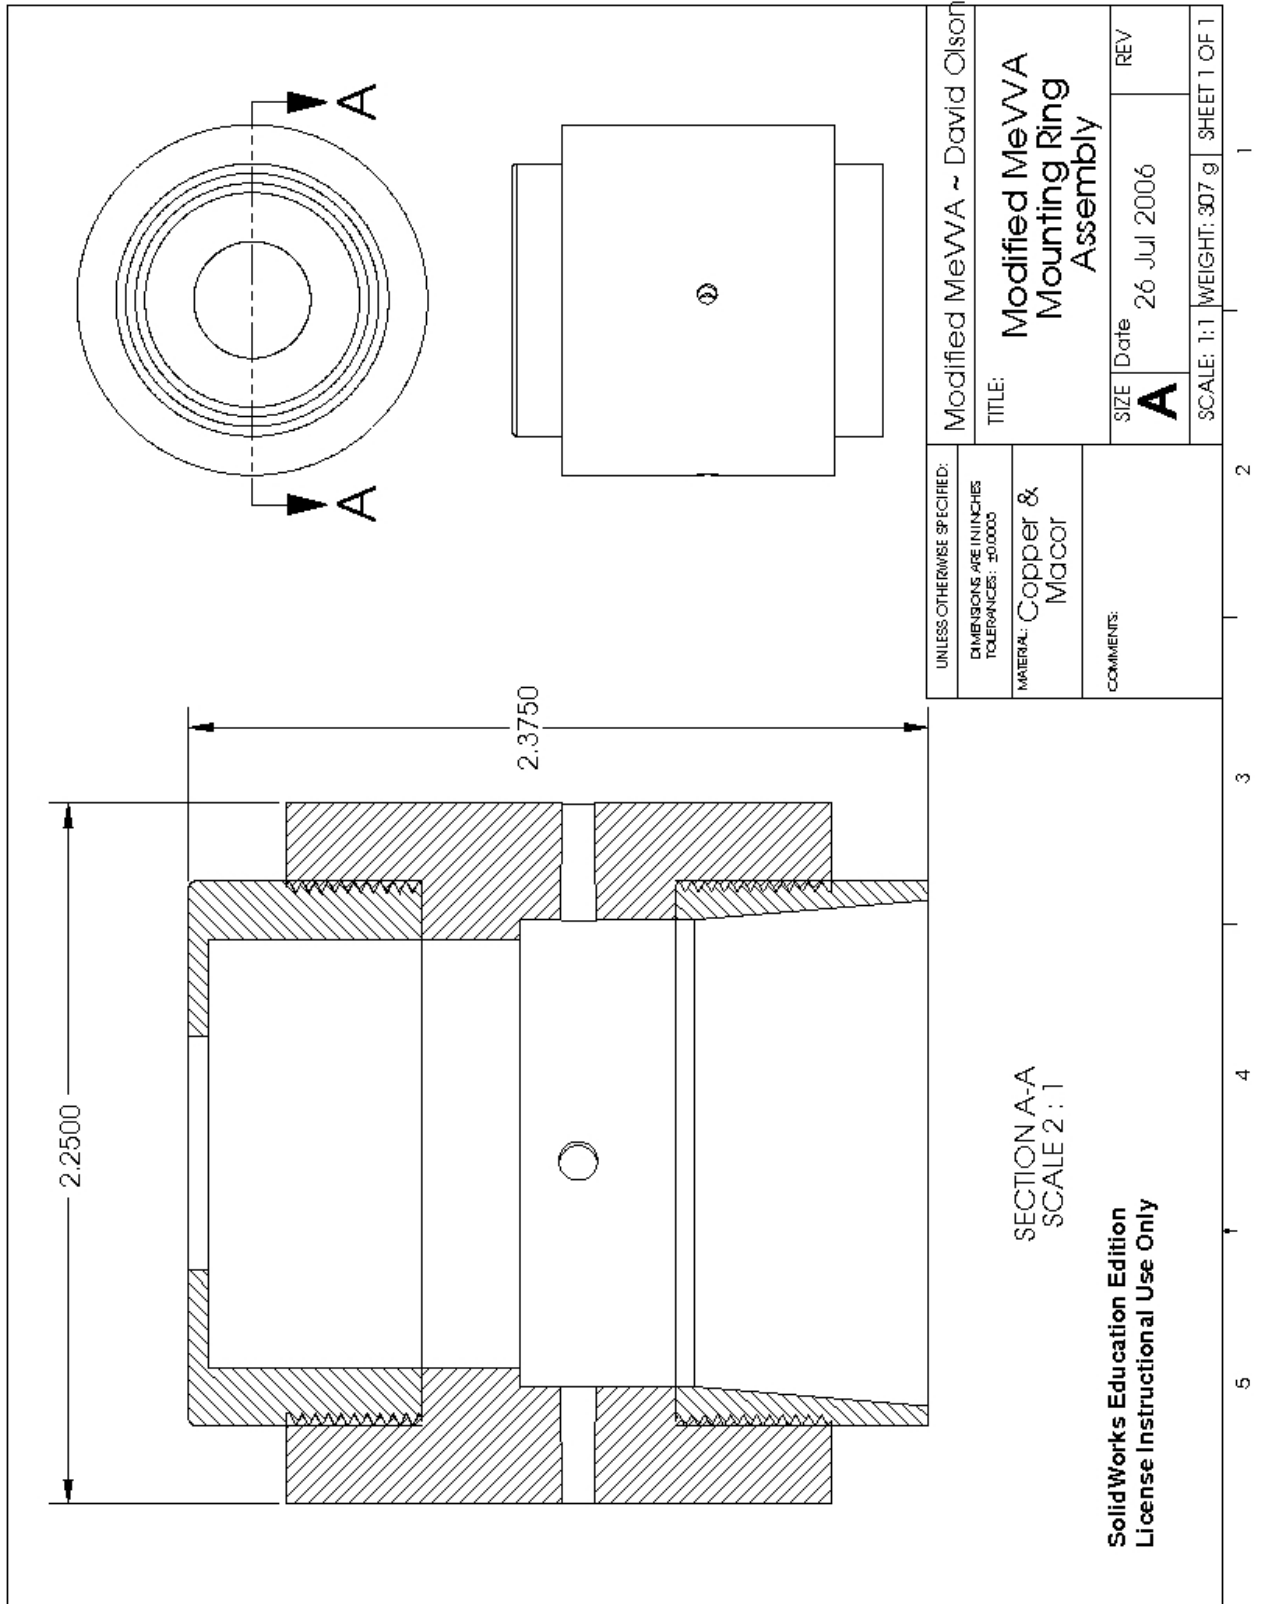 2.2500
2.3750
A
A
SECTION A-A
SCALE 2 : 1
SolidWorks Education Edition
License Instructional Use Only
UNLESS OTHERWISE SPECIFIED:
DIMENSIONS ARE IN INCHES
TOLERANCES: ±0.0005
MATERIAL: Copper &
Macor
COMMENTS:
Modified MeVVA ~ David Olson
TITLE:
Modified MeVVA
Mounting Ring
Assembly
SIZE
A
Date
26 Jul 2006
REV
SCALE: 1:1
WEIGHT: 307 g
SHEET 1 OF 1
5
4
3
2
1